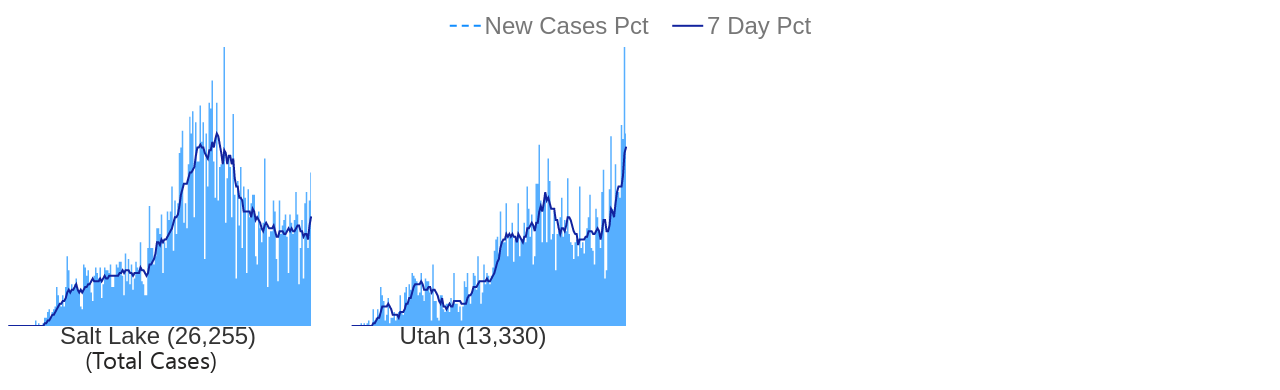 New Cases Pct 7 Day Pct
Salt Lake (26,255) Utah (13,330)
(Total Cases)